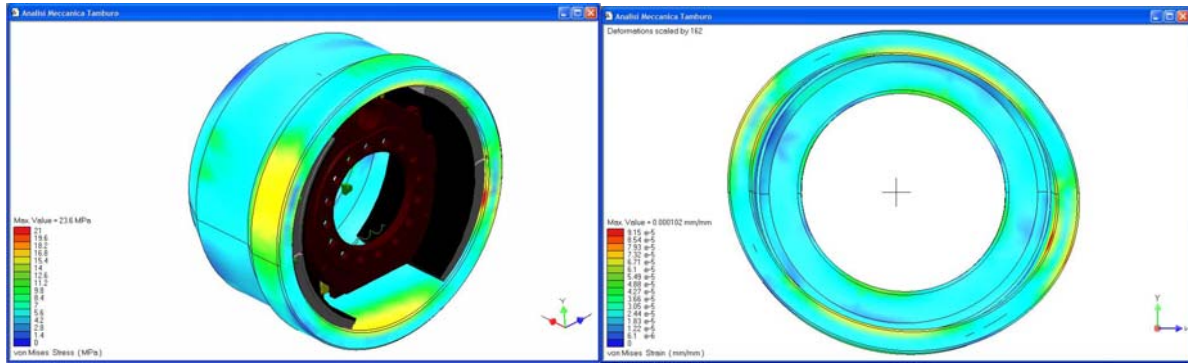 Analisi Meccanica Tamburo
Max. Value = 23.6 MPa
21
19.6
18.2
16.8
15.4
14
12.6
11.2
9.8
8.4
7
5.6
4.2
2.8
1.4
0
von Mises Stress (MPa)
Y
Analisi Meccanica Tamburo
Deformations scaled by 162
Max. Value = 0.000102 mm/mm
9.15 e-5
8.54 e-5
7.93 e-5
7.32 e-5
6.71 e-5
6.1 e-5
5.49 e-5
4.88 e-5
4.27 e-5
3.66 e-5
3.05 e-5
2.44 e-5
1.83 e-5
1.22 e-5
6.1 e-6
0
von Mises Strain (mm/mm)
Y